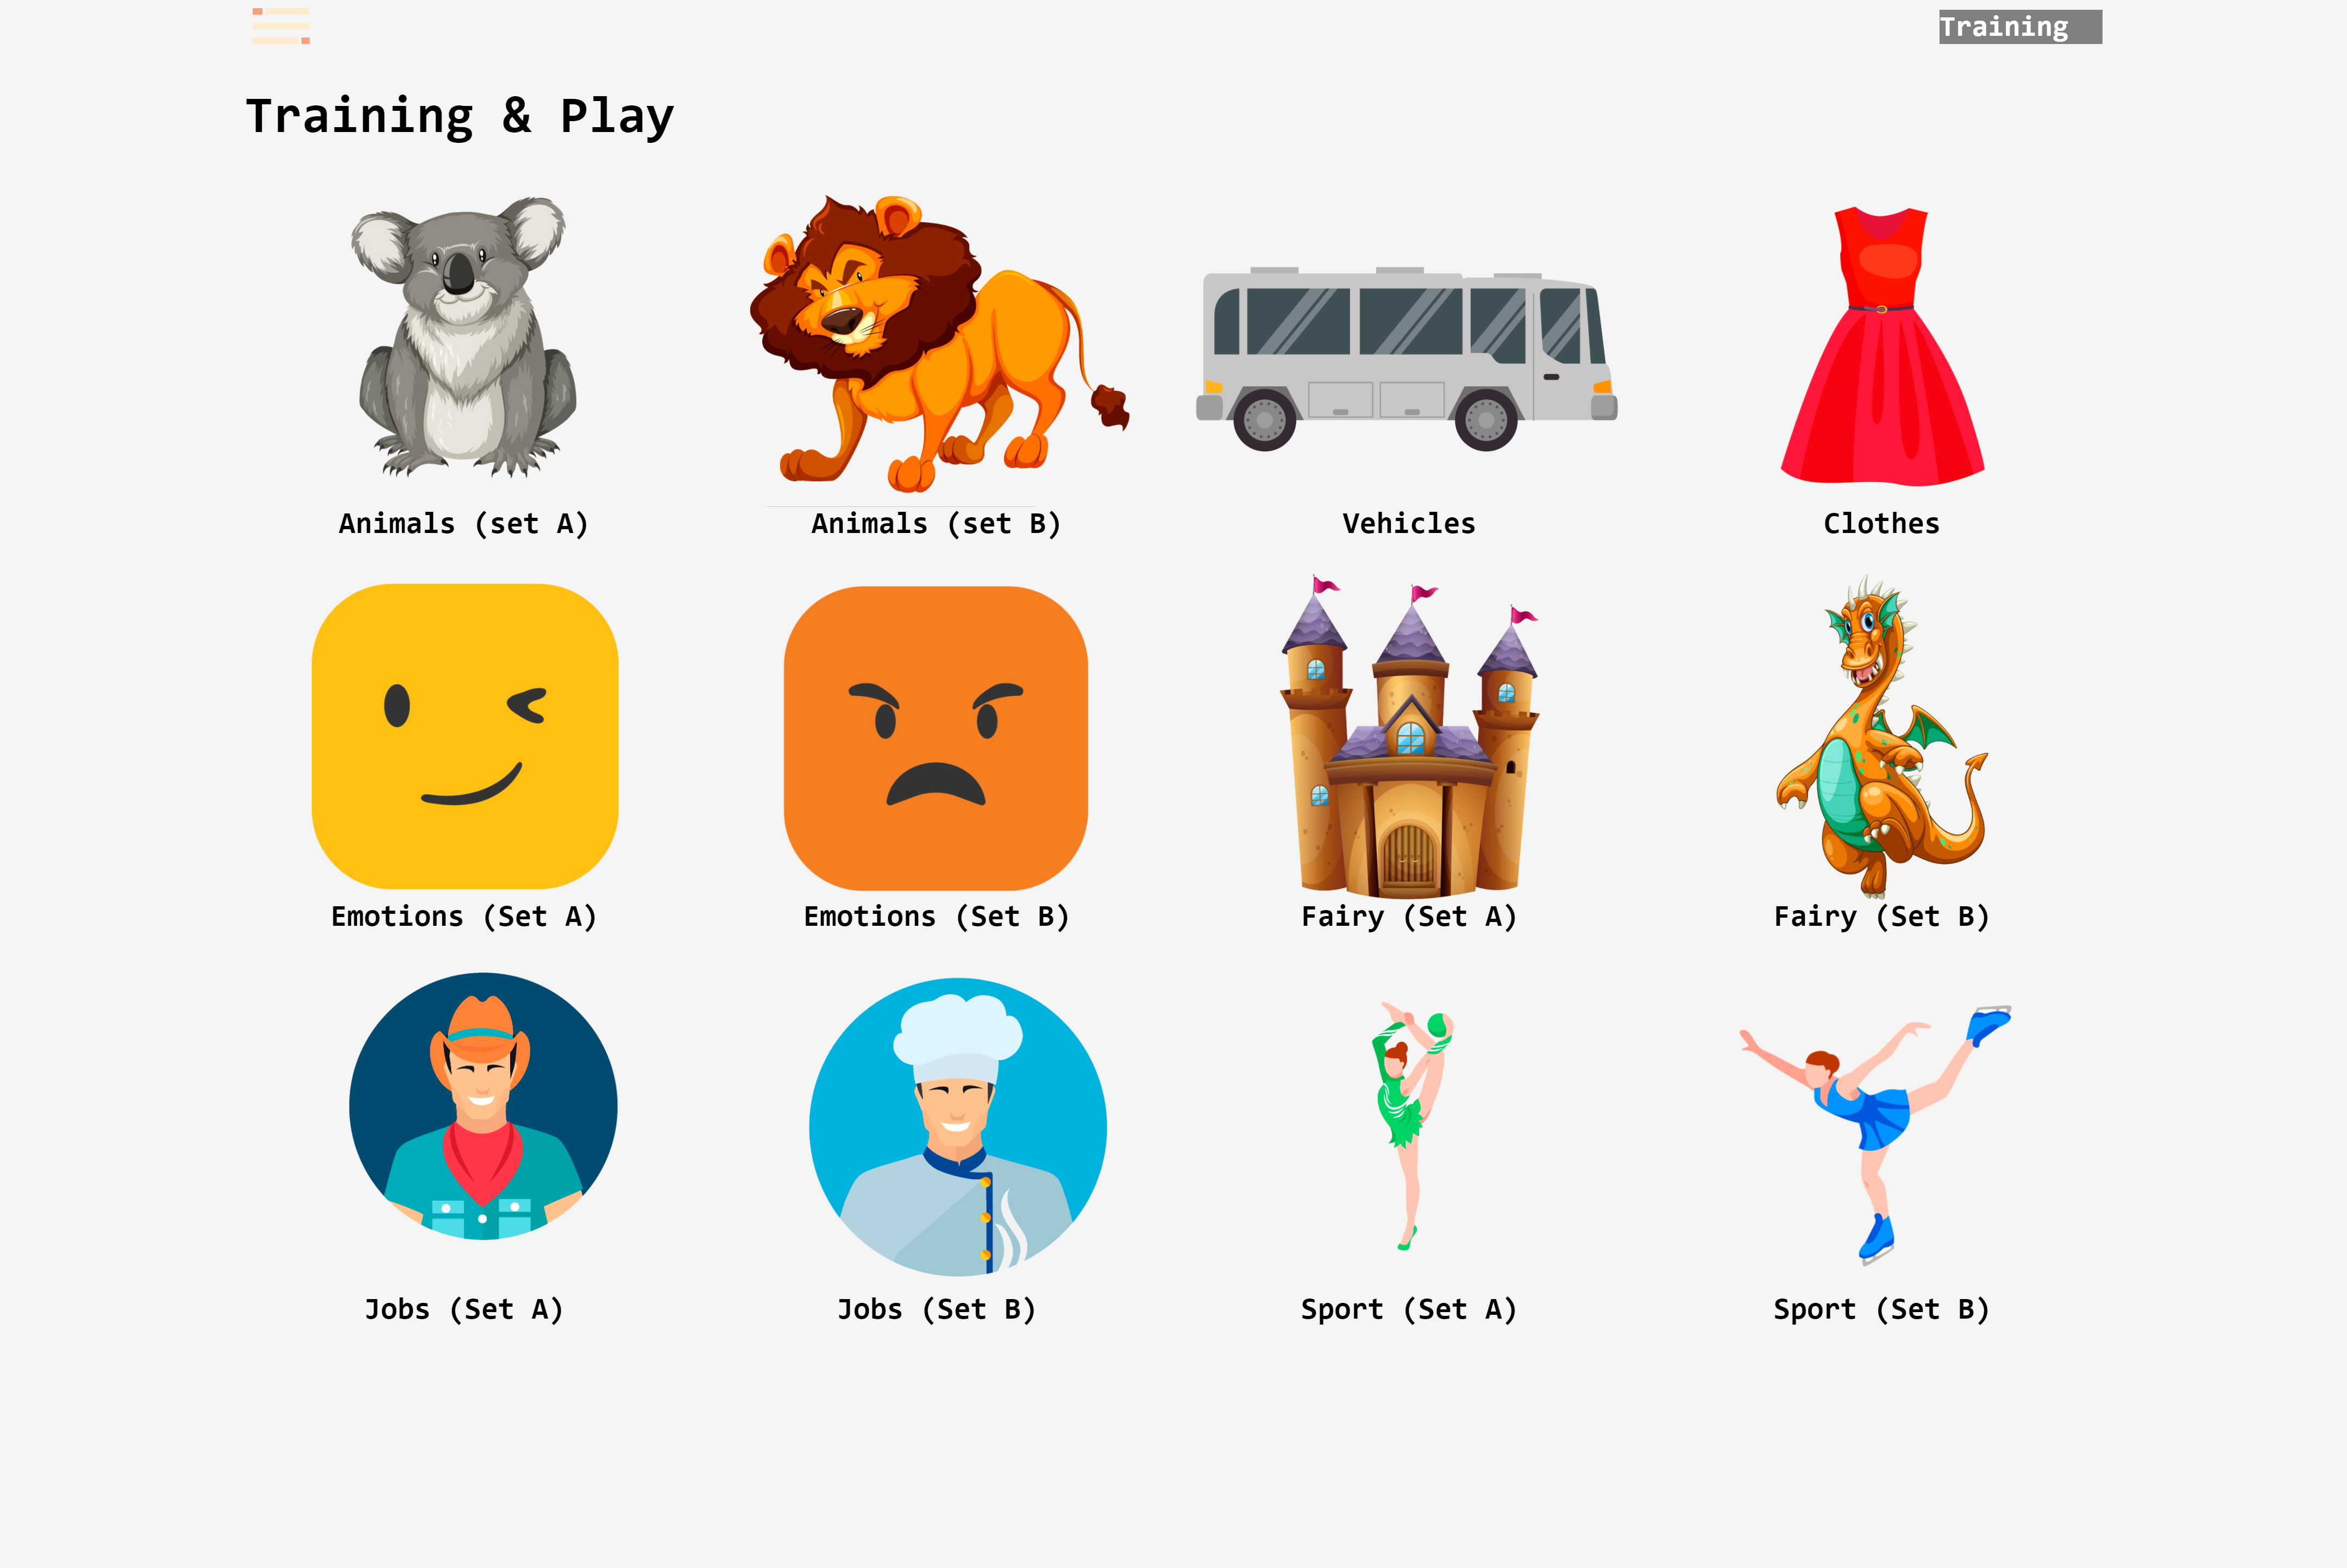 Training
Training & Play
Animals (set A)
Animals (set B)
Vehicles
Clothes
Emotions (Set A)
Emotions (Set B)
Fairy (Set A)
Fairy (Set B)
Jobs (Set A)
Jobs (Set B)
Sport (Set A)
Sport (Set B)